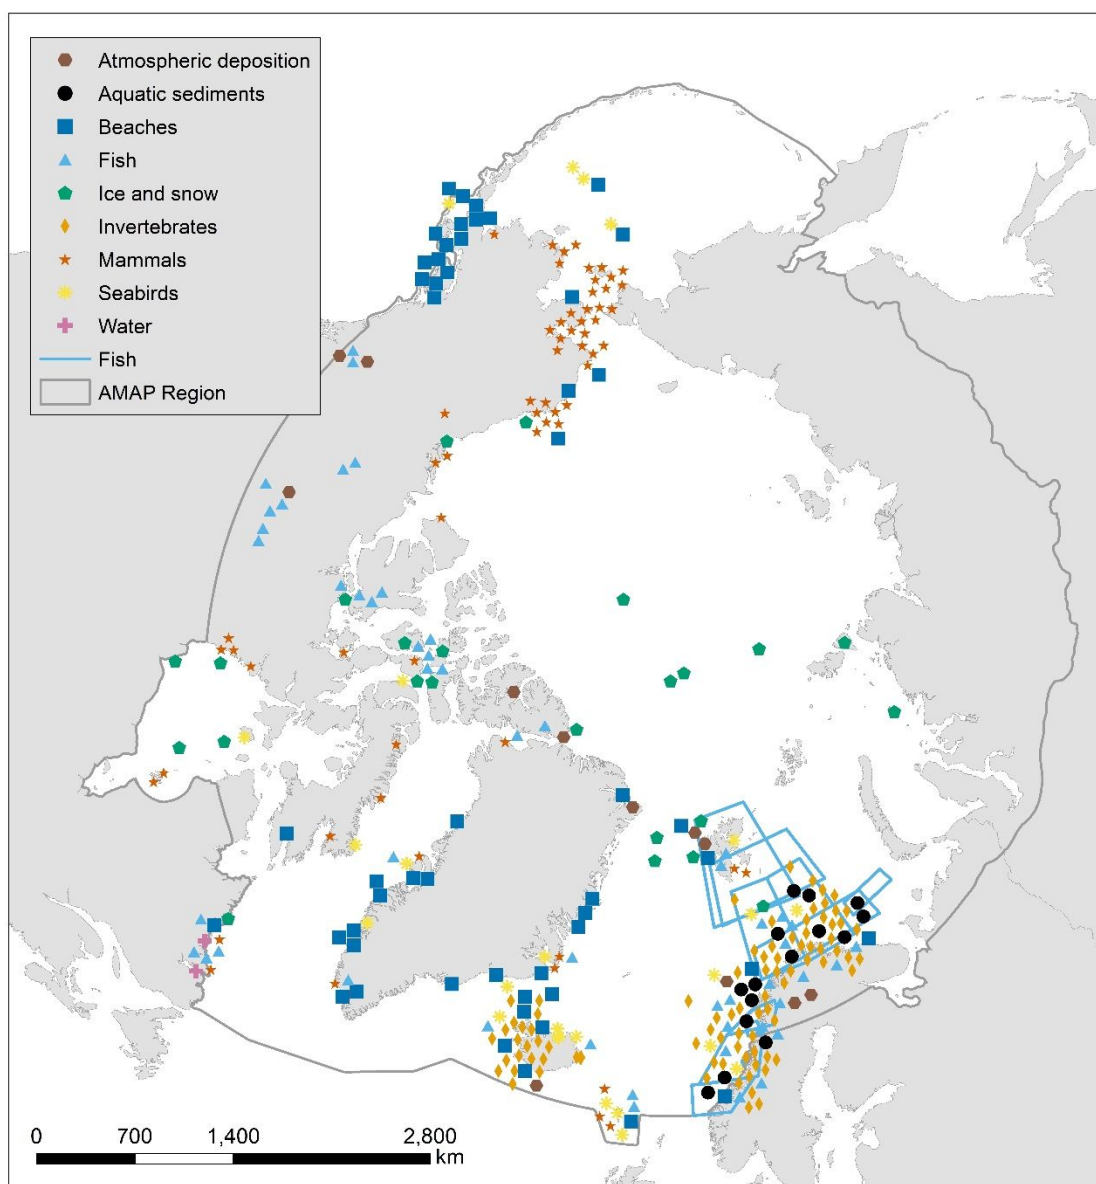 Atmospheric deposition
Aquatic sediments
Beaches
Fish
Ice and snow
Invertebrates
Mammals
Seabirds
Water
Fish
AMAP Region
0 700 1,400 2,800
km